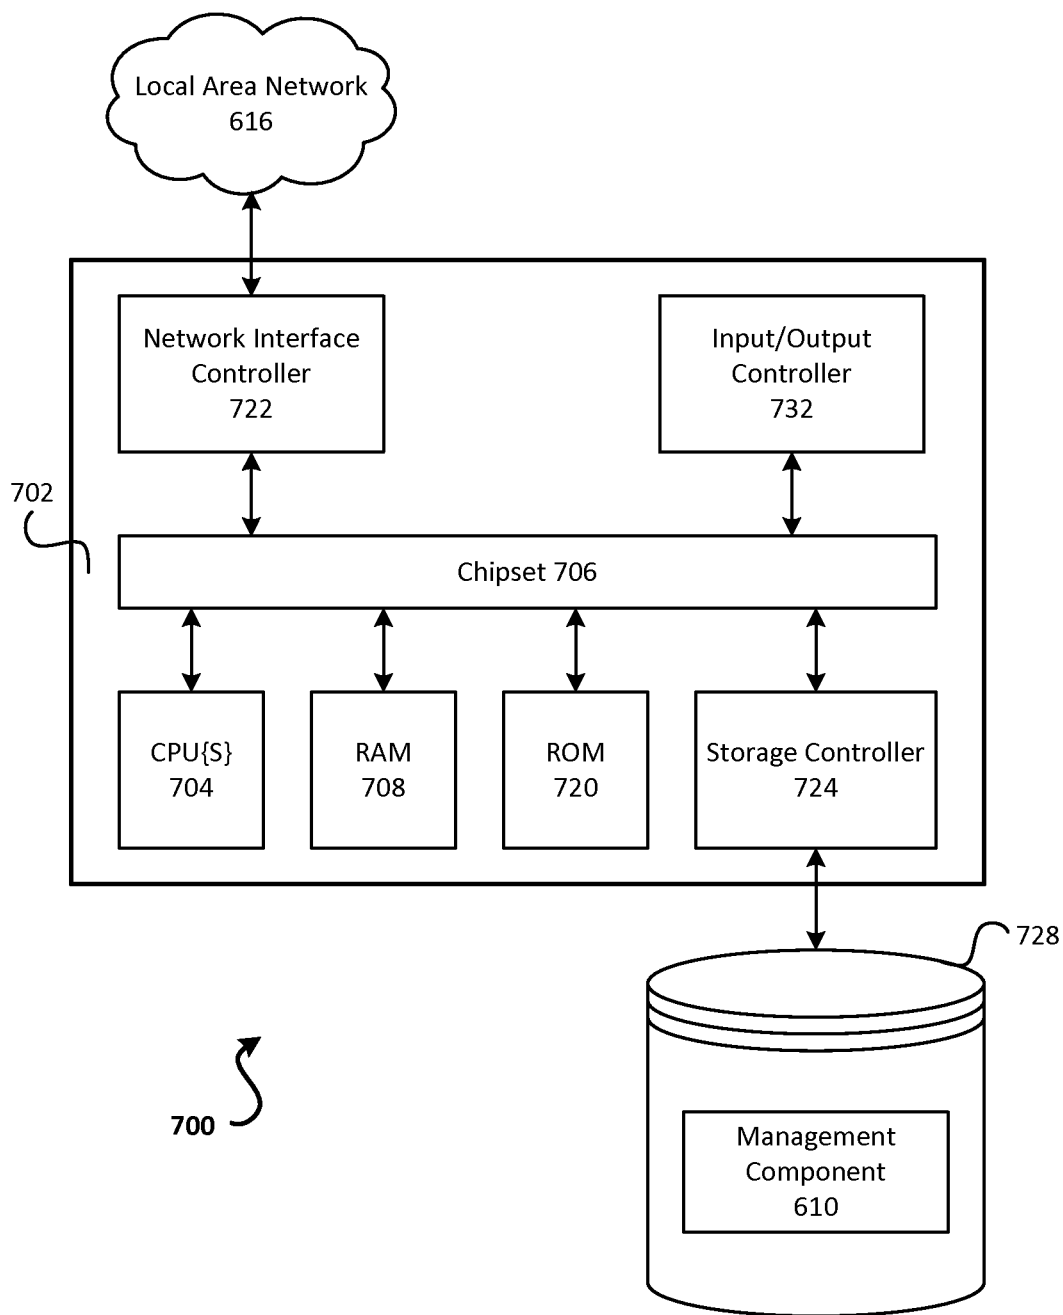 Local Area Network
616
Network Interface
Controller
722
Input/Output
Controller
732
702
Chipset 706
CPU{S}
704
RAM
708
ROM
720
Storage Controller
724
728
700
Management
Component
610